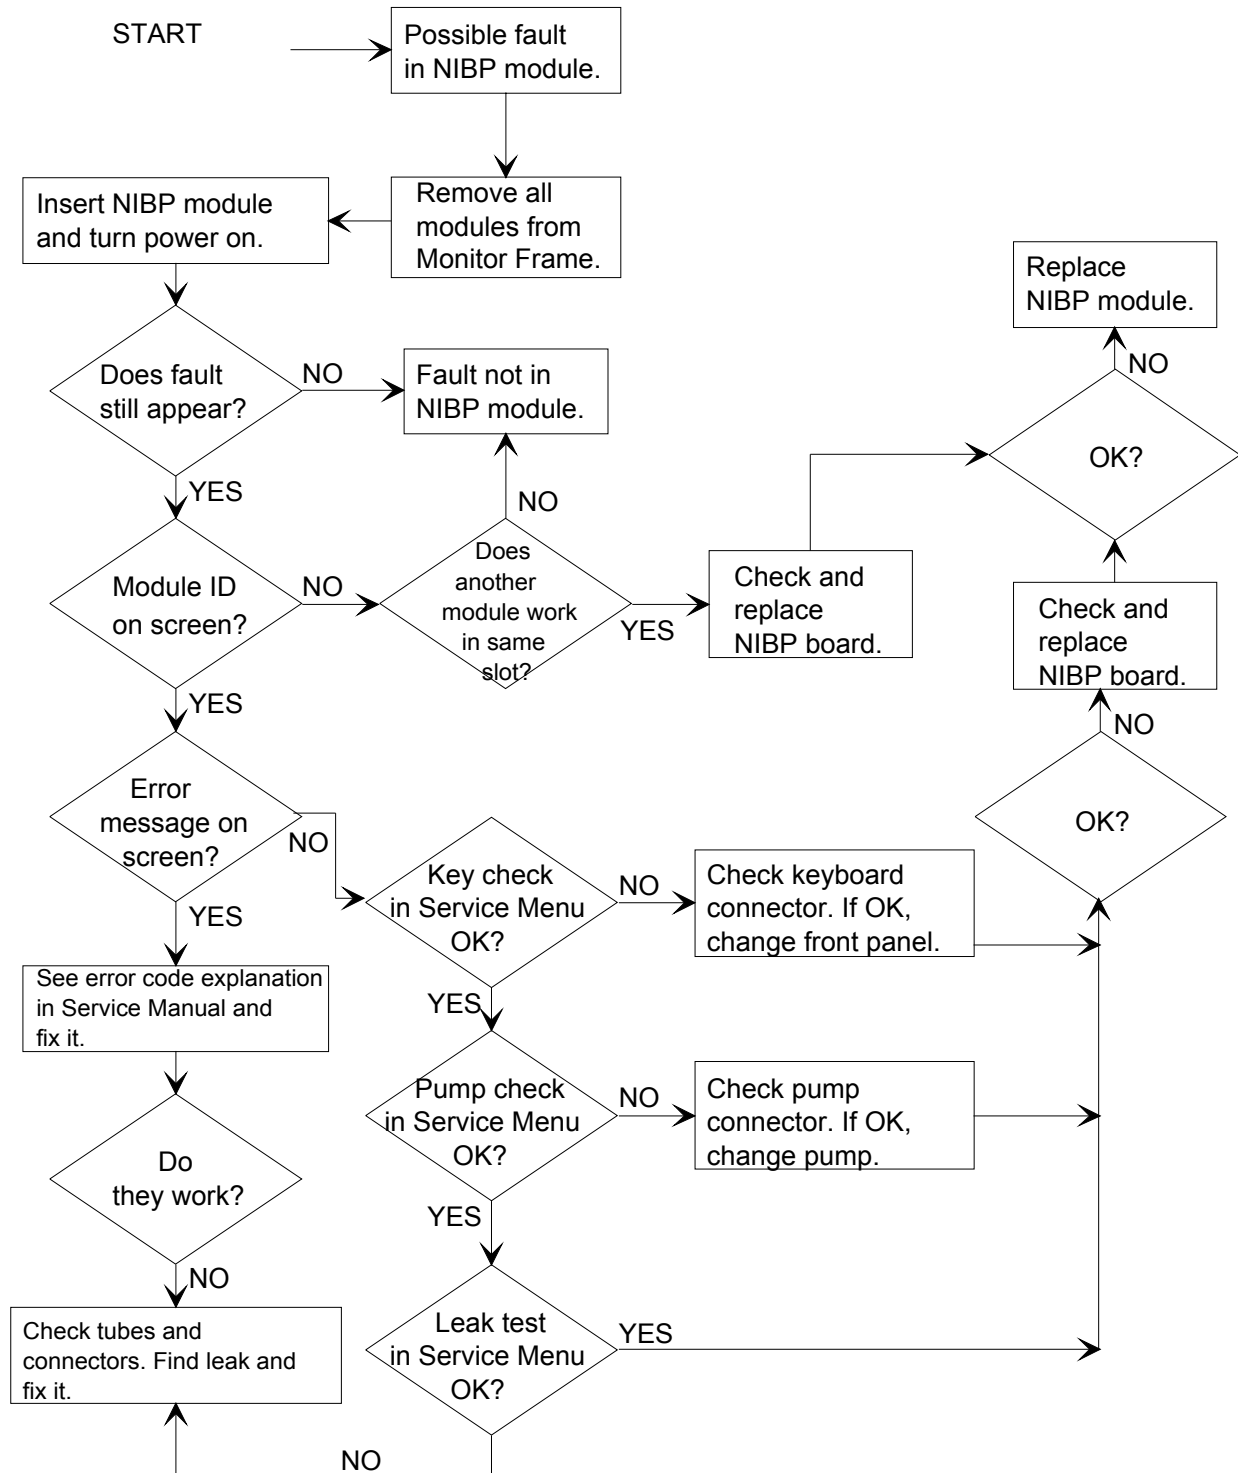 START
Possible fault
in NIBP module.
Insert NIBP module
and turn power on.
Remove all
modules from
Monitor Frame.
Replace
NIBP module.
NO
Does fault
still appear?
NO
Fault not in
NIBP module.
OK?
YES
NO
Module ID
on screen?
NO
Does
another
module work
in same
slot?
YES
Check and
replace
NIBP board.
Check and
replace
NIBP board.
YES
NO
Error
message on
screen?
NO
OK?
Key check
in Service Menu
OK?
NO
Check keyboard
connector. If OK,
change front panel.
YES
See error code explanation
in Service Manual and
fix it.
YES
Pump check
in Service Menu
OK?
NO
Check pump
connector. If OK,
change pump.
Do
they work?
YES
NO
Check tubes and
connectors. Find leak and
fix it.
Leak test
in Service Menu
OK?
YES
NO